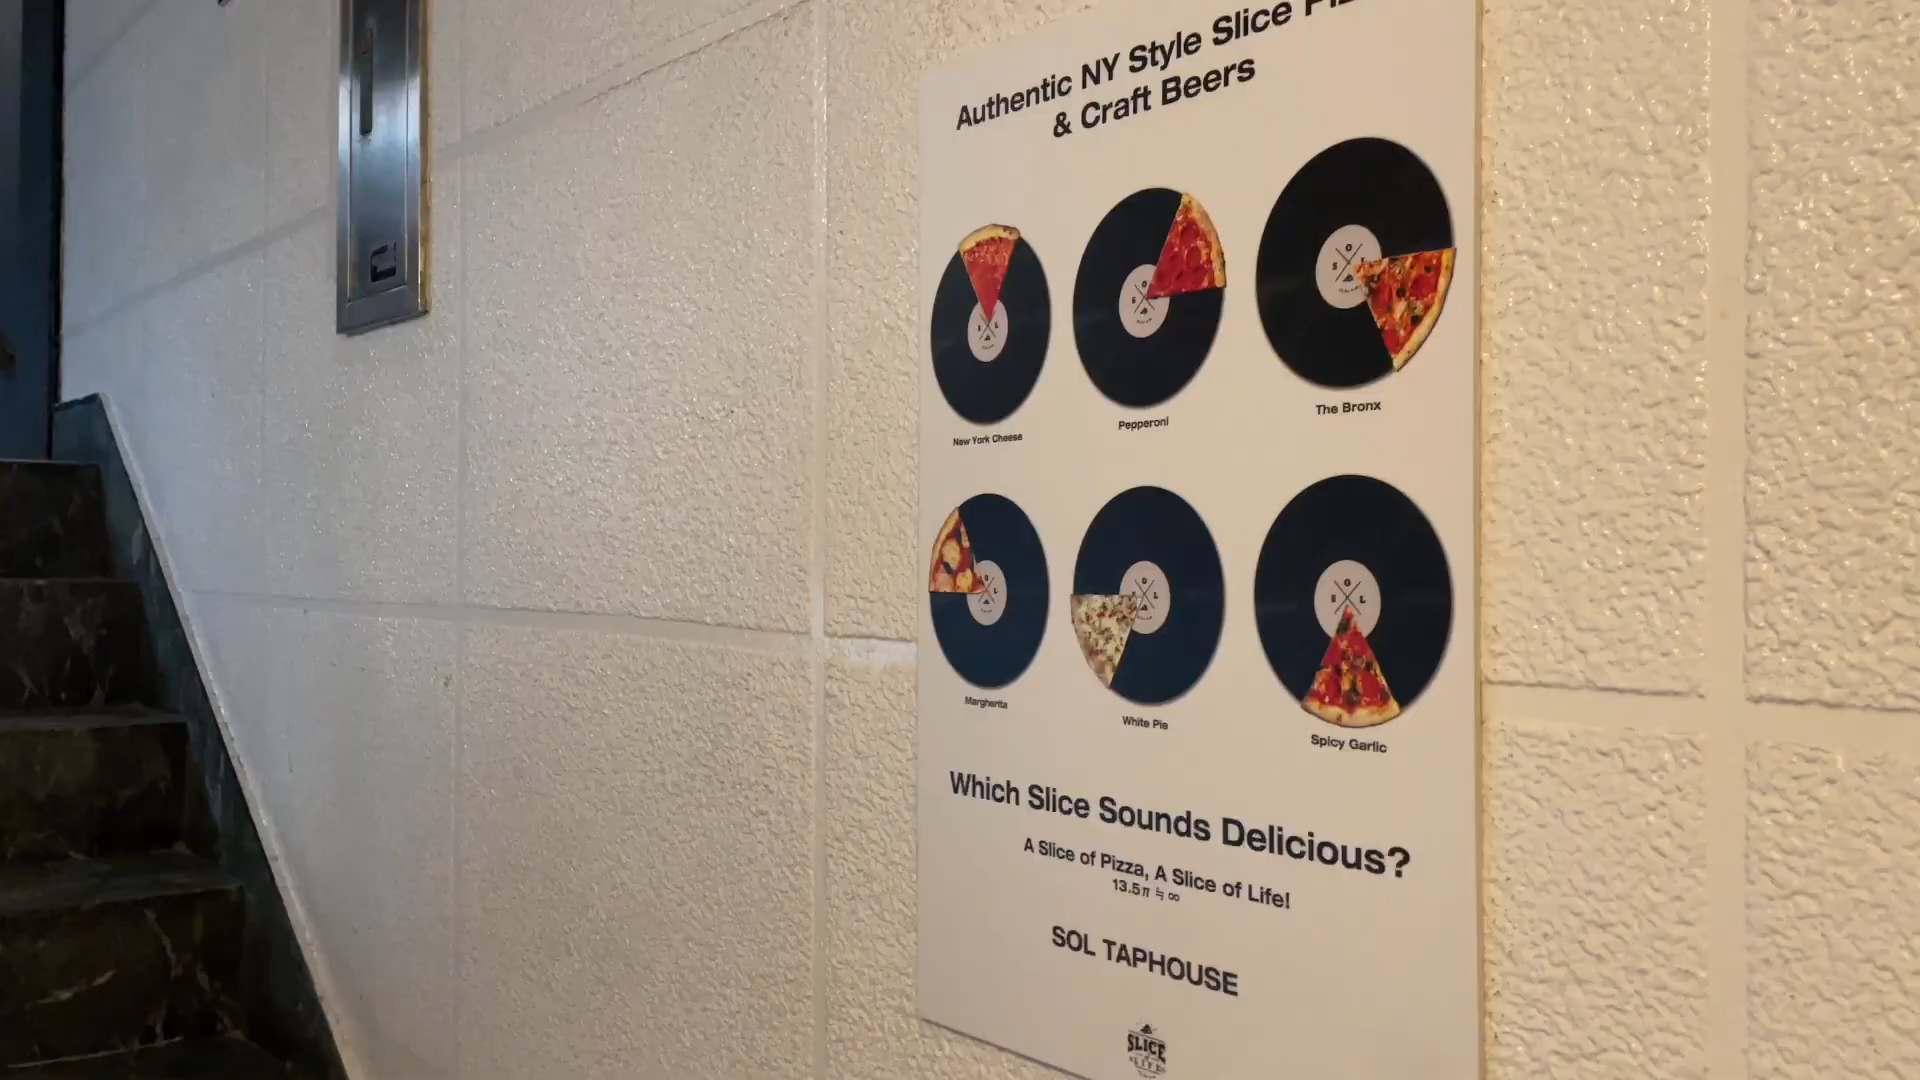 Authentic NY Style Slice
& Craft Beers
New York Cheese
Pepperoni
The Bronx
Margherita
White Pie
Spicy Garlic
Which Slice Sounds Delicious?
A Slice of Pizza, A Slice of Life!
13.5π ≒ ∞
SOL TAPHOUSE
SLICE